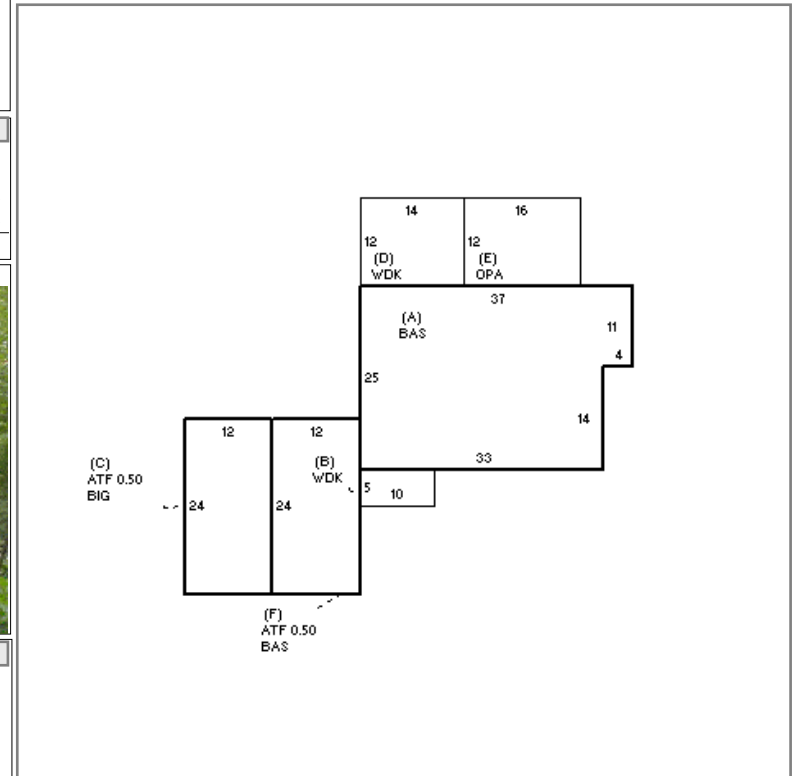 14
16
12
(D)
WDK
12
(E)
OPA
37
(A)
BAS
11
4
25
14
33
12
12
(C)
ATF 0.50
BIG
24
24
(B)
WDK
5
10
(F)
ATF 0.50
BAS